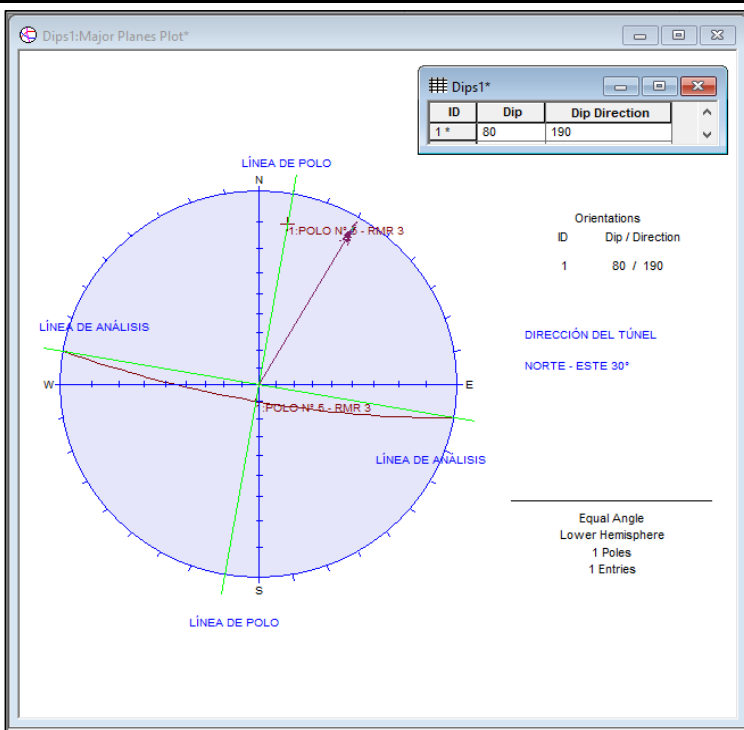 Dips1:Major Planes Plot*
Dips1*
ID Dip Dip Direction
1 * 80 190
LÍNEA DE POLO
N
1:POLO N° 5 - RMR 3
Orientations
ID Dip / Direction
1 80 / 190
LÍNEA DE ANÁLISIS
DIRECCIÓN DEL TÚNEL
NORTE - ESTE 30°
W
E
1:POLO N° 5 - RMR 3
LÍNEA DE ANÁLISIS
Equal Angle
Lower Hemisphere
1 Poles
1 Entries
S
LÍNEA DE POLO